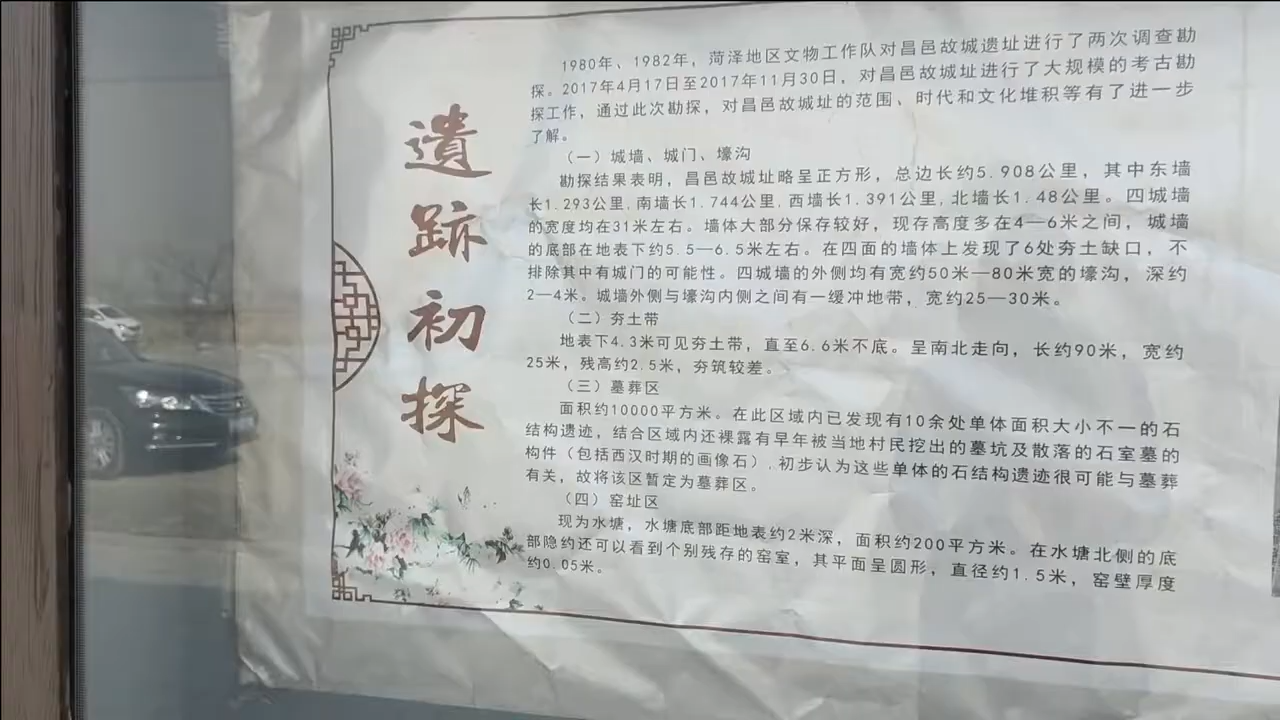 遺跡初探
1980年、1982年，菏泽地区文物工作队对昌邑故城遗址进行了两次调查勘
探。2017年4月17日至2017年11月30日，对昌邑故城址进行了大规模的考古勘
探工作，通过此次勘探，对昌邑故城址的范围、时代和文化堆积等有了进一步
了解。
（一）城墙、城门、壕沟
勘探结果表明，昌邑故城址略呈正方形，总边长约5.908公里，其中东墙
长1.293公里,南墙长1.744公里,西墙长1.391公里,北墙长1.48公里。四城墙
的宽度均在31米左右。墙体大部分保存较好，现存高度多在4—6米之间，城墙
的底部在地表下约5.5—6.5米左右。在四面的墙体上发现了6处夯土缺口，不
排除其中有城门的可能性。四城墙的外侧均有宽约50米—80米宽的壕沟，深约
2—4米。城墙外侧与壕沟内侧之间有一缓冲地带，宽约25—30米。
（二）夯土带
地表下4.3米可见夯土带，直至6.6米不底。呈南北走向，长约90米，宽约
25米，残高约2.5米，夯筑较差。
（三）墓葬区
面积约10000平方米。在此区域内已发现有10余处单体面积大小不一的石
结构遗迹，结合区域内还裸露有早年被当地村民挖出的墓坑及散落的石室墓的
构件（包括西汉时期的画像石）,初步认为这些单体的石结构遗迹很可能与墓葬
有关，故将该区暂定为墓葬区。
（四）窑址区
现为水塘，水塘底部距地表约2米深，面积约200平方米。在水塘北侧的底
部隐约还可以看到个别残存的窑室，其平面呈圆形，直径约1.5米，窑壁厚度
约0.05米。